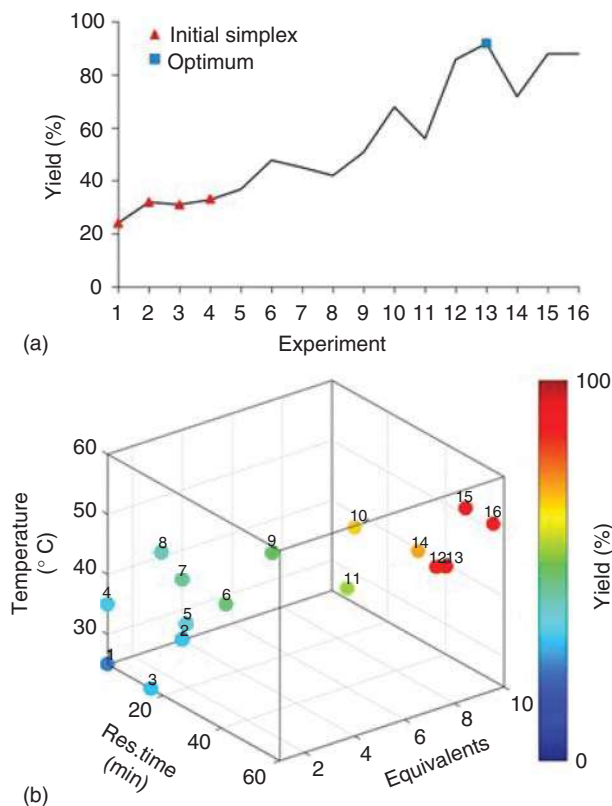 100
80
60
40
20
0
Yield (%)
Initial simplex
Optimum
1 2 3 4 5 6 7 8 9 10 11 12 13 14 15 16
Experiment
(a)
60
50
40
30
Temperature
(° C)
1
2
3
4
5
6
7
8
9
10
11
12
13
14
15
16
20
40
60
Res.time
(min)
2
4
6
8
10
Equivalents
100
0
Yield (%)
(b)